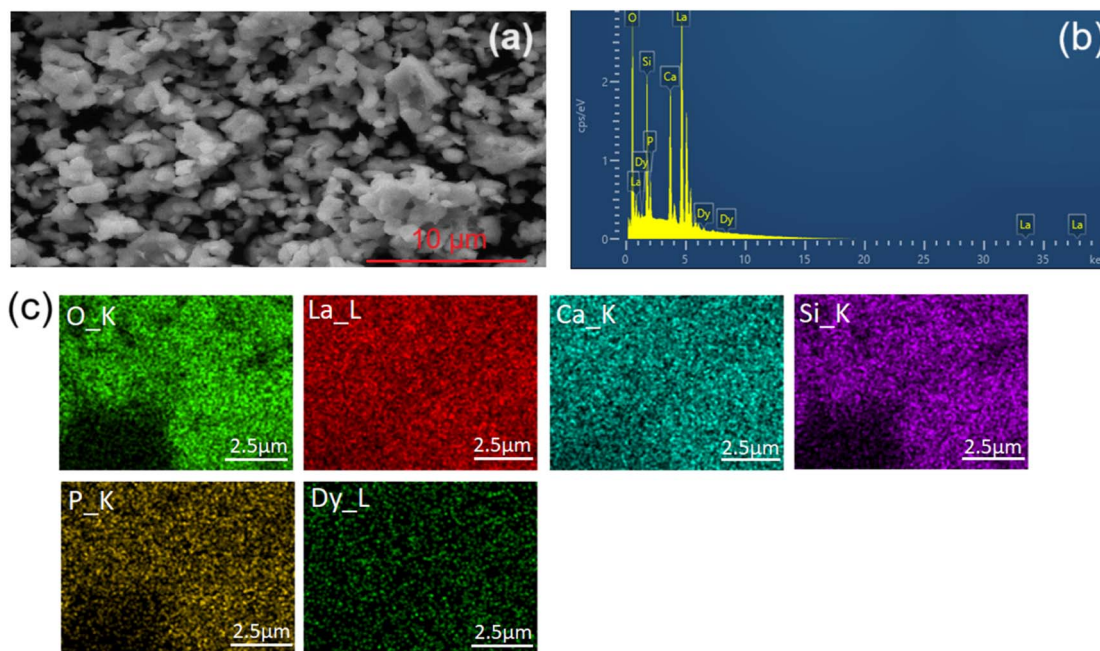 (a)
10 µm
(b)
O
La
Si
Ca
P
Dy
La
Dy
Dy
La
La
cps/eV
2
1
0
0
5
10
15
20
25
30
35
ke
(c)
O_K
2.5µm
La_L
2.5µm
Ca_K
2.5µm
Si_K
2.5µm
P_K
2.5µm
Dy_L
2.5µm